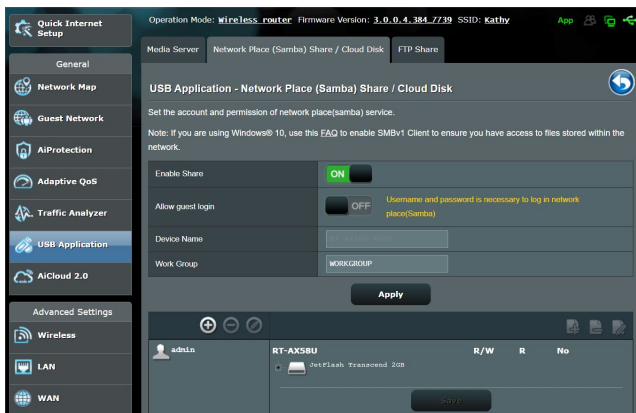 Quick Internet
Setup
Operation Mode: Wireless router Firmware Version: 3.0.0.4.384_7739 SSID: Kathy
App
Media Server
Network Place (Samba) Share / Cloud Disk
FTP Share
General
Network Map
Guest Network
AiProtection
Adaptive QoS
Traffic Analyzer
USB Application
AiCloud 2.0
Advanced Settings
Wireless
LAN
WAN
USB Application - Network Place (Samba) Share / Cloud Disk
Set the account and permission of network place(samba) service.
Note: If you are using Windows® 10, use this FAQ to enable SMBv1 Client to ensure you have access to files stored within the
network.
Enable Share
ON
Allow guest login
OFF
Username and password is necessary to log in network
place(Samba)
Device Name
Work Group
WORKGROUP
Apply
admin
RT-AX58U
R/W
R
No
JetFlash Transcend 2GB
Save